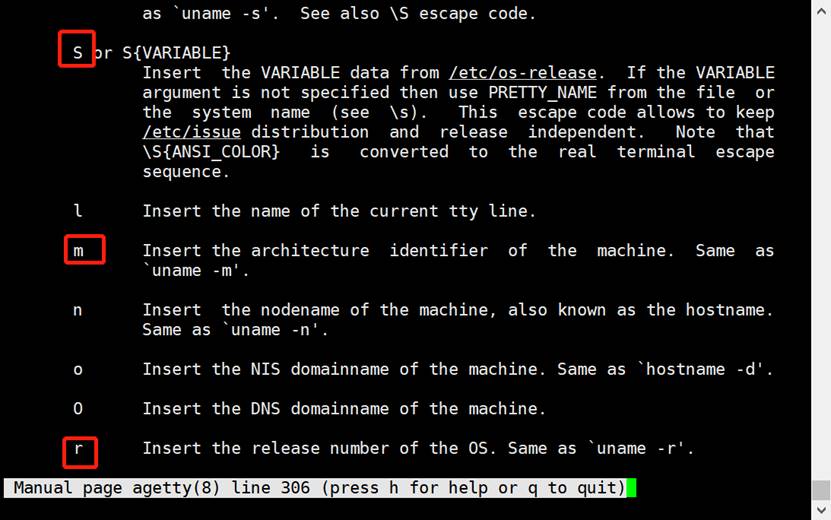 as `uname -s'.  See also \S escape code.
S or S{VARIABLE}
Insert  the VARIABLE data from /etc/os-release.  If the VARIABLE
argument is not specified then use PRETTY_NAME from the file  or
the  system  name  (see  \s).   This  escape code allows to keep
/etc/issue distribution  and  release  independent.   Note  that
\S{ANSI_COLOR}   is   converted  to  the  real  terminal  escape
sequence.
l      Insert the name of the current tty line.
m      Insert the architecture  identifier  of  the  machine.  Same  as
`uname -m'.
n      Insert  the nodename of the machine, also known as the hostname.
Same as `uname -n'.
o      Insert the NIS domainname of the machine. Same as `hostname -d'.
O      Insert the DNS domainname of the machine.
r      Insert the release number of the OS. Same as `uname -r'.
Manual page agetty(8) line 306 (press h for help or q to quit)